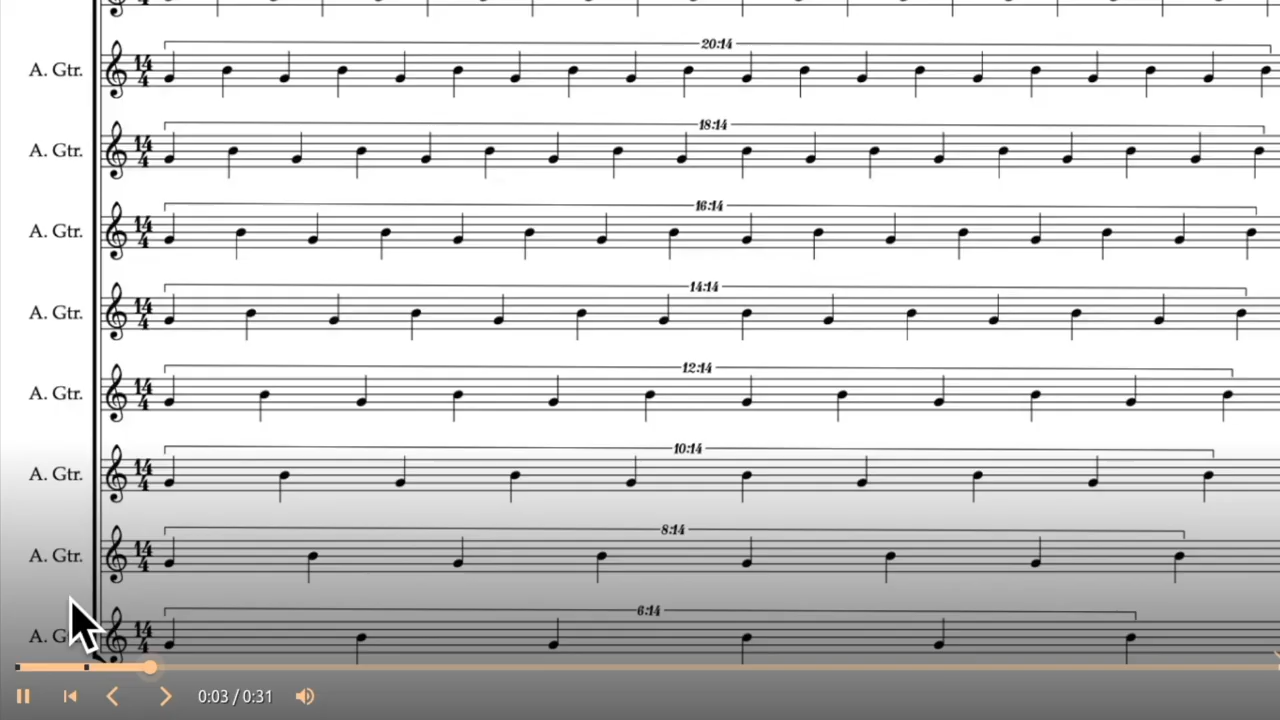 20:14
A. Gtr. 14 4
18:14
A. Gtr. 14 4
16:14
A. Gtr. 14 4
14:14
A. Gtr. 14 4
12:14
A. Gtr. 14 4
10:14
A. Gtr. 14 4
8:14
A. Gtr. 14 4
6:14
A. G 14 4
0:03 / 0:31